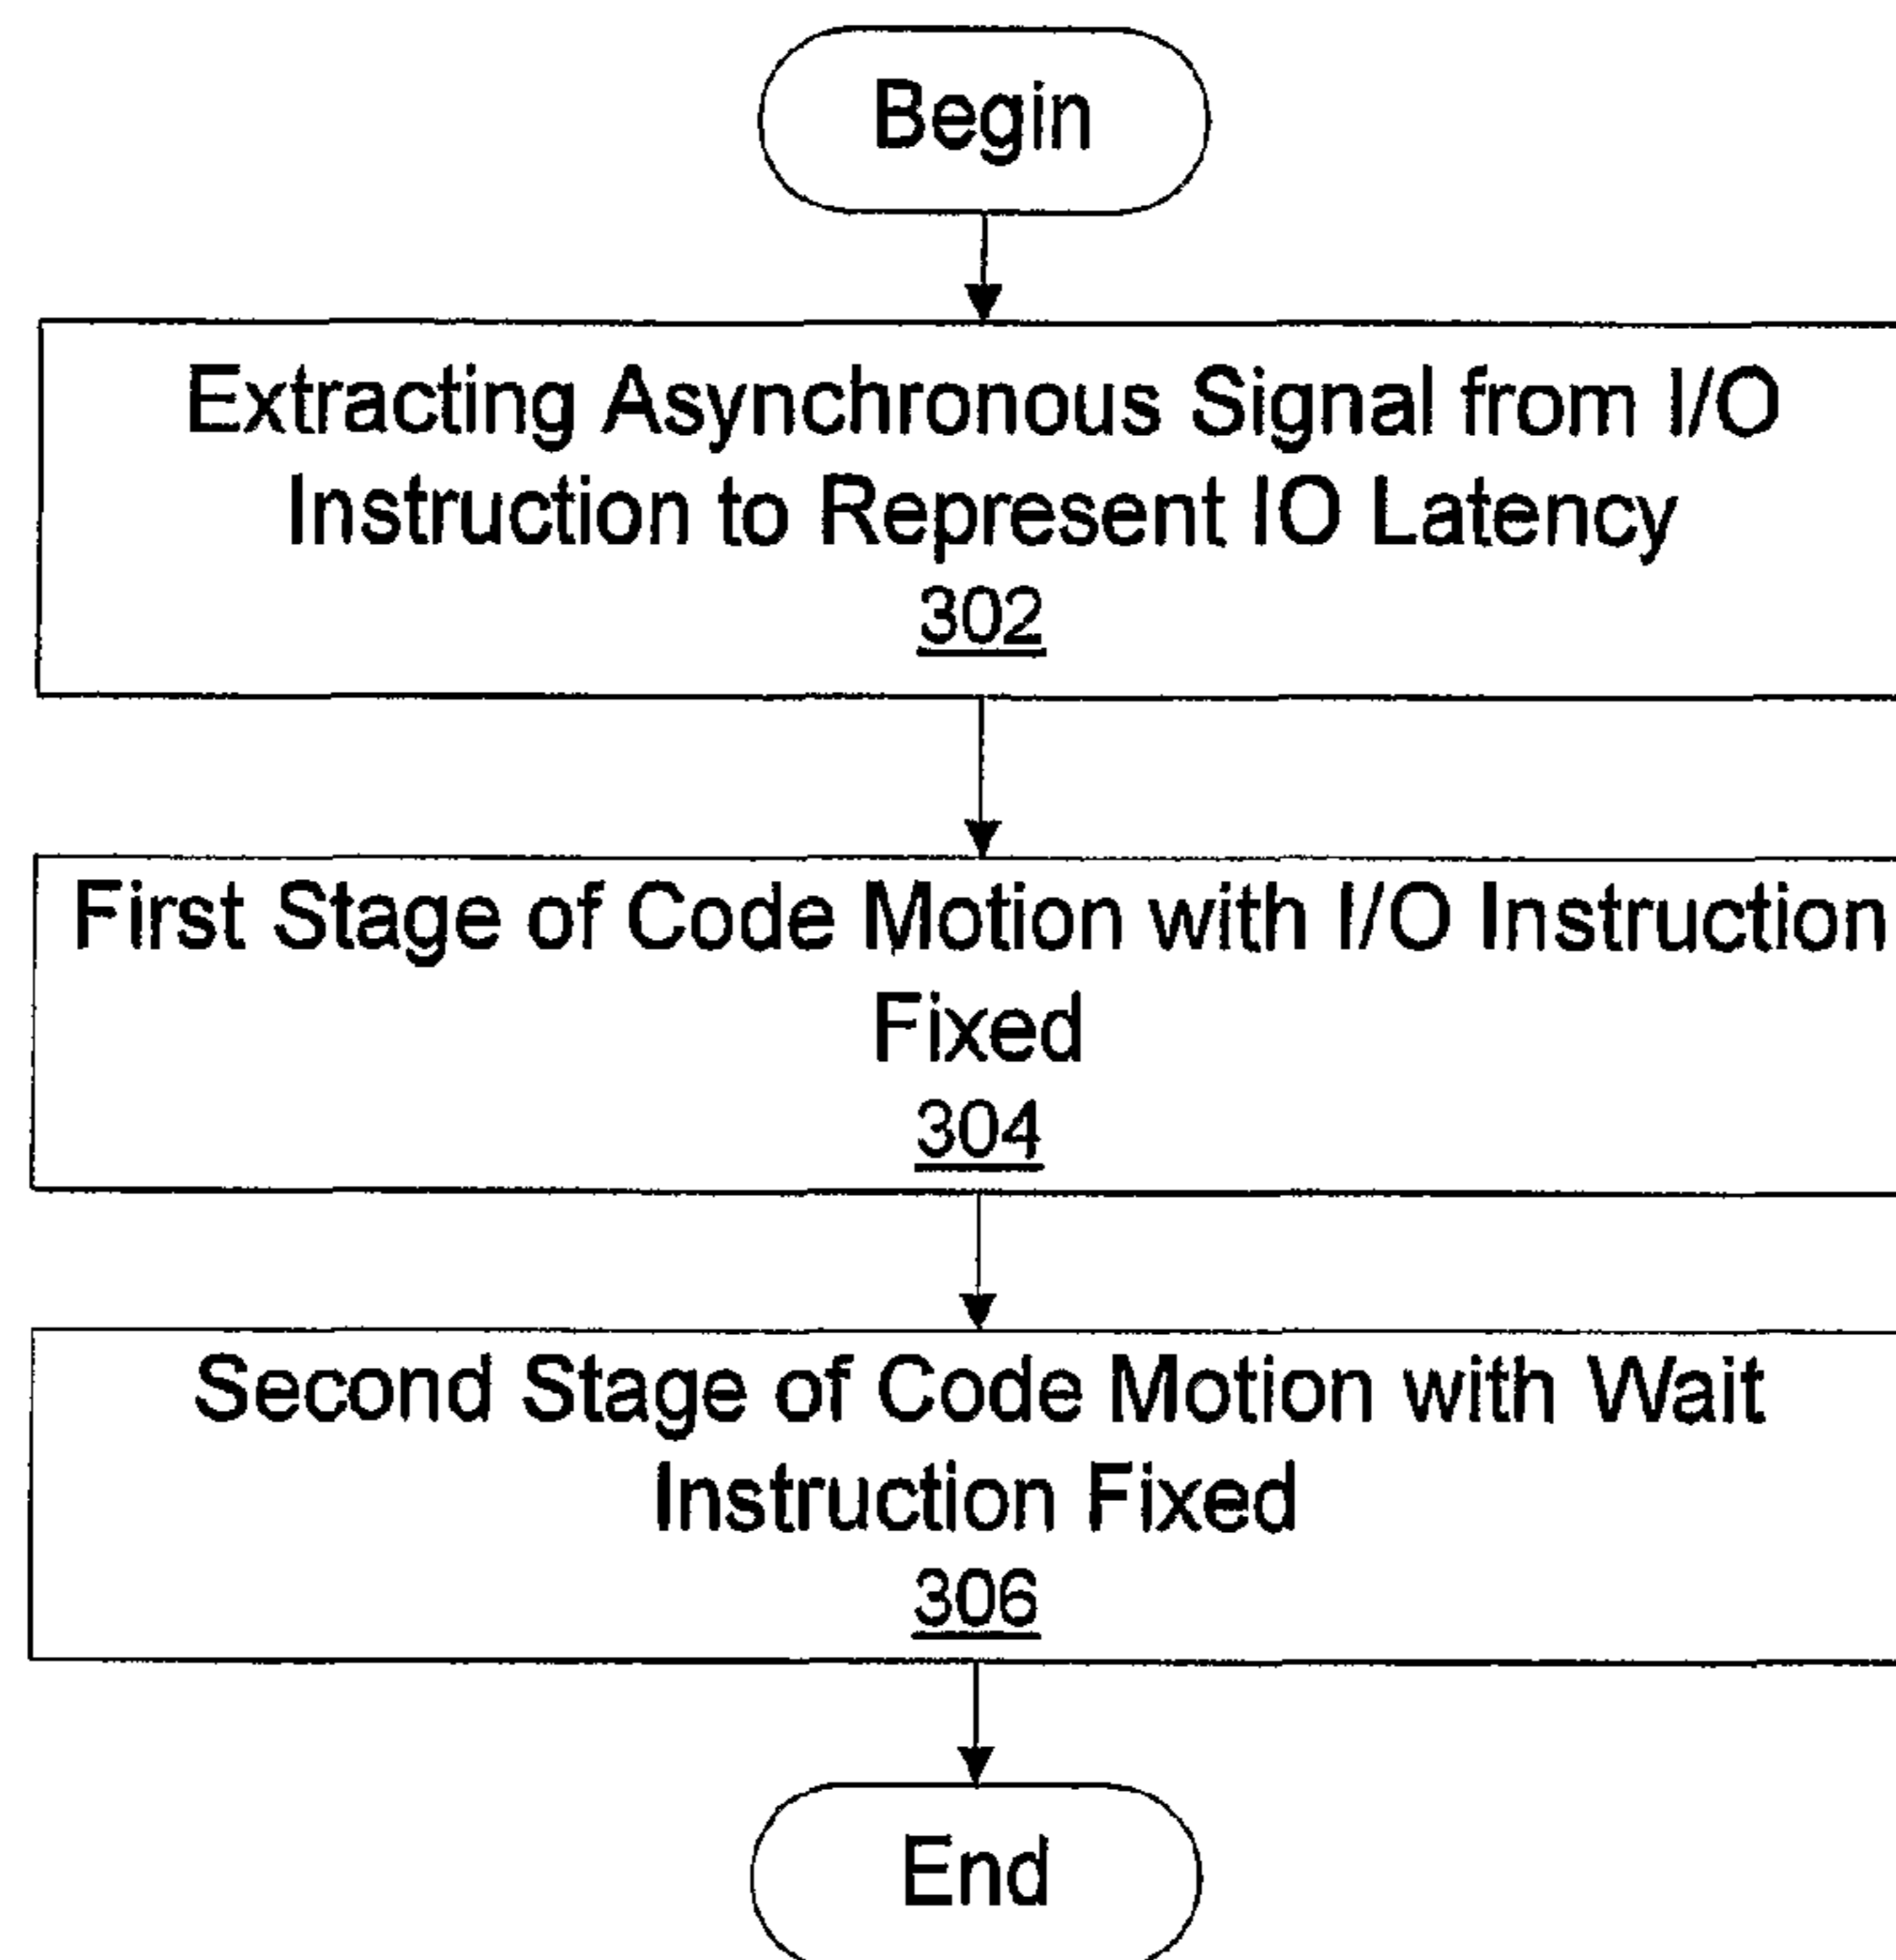 Begin
Extracting Asynchronous Signal from I/O
Instruction to Represent IO Latency
302
First Stage of Code Motion with I/O Instruction
Fixed
304
Second Stage of Code Motion with Wait
Instruction Fixed
306
End